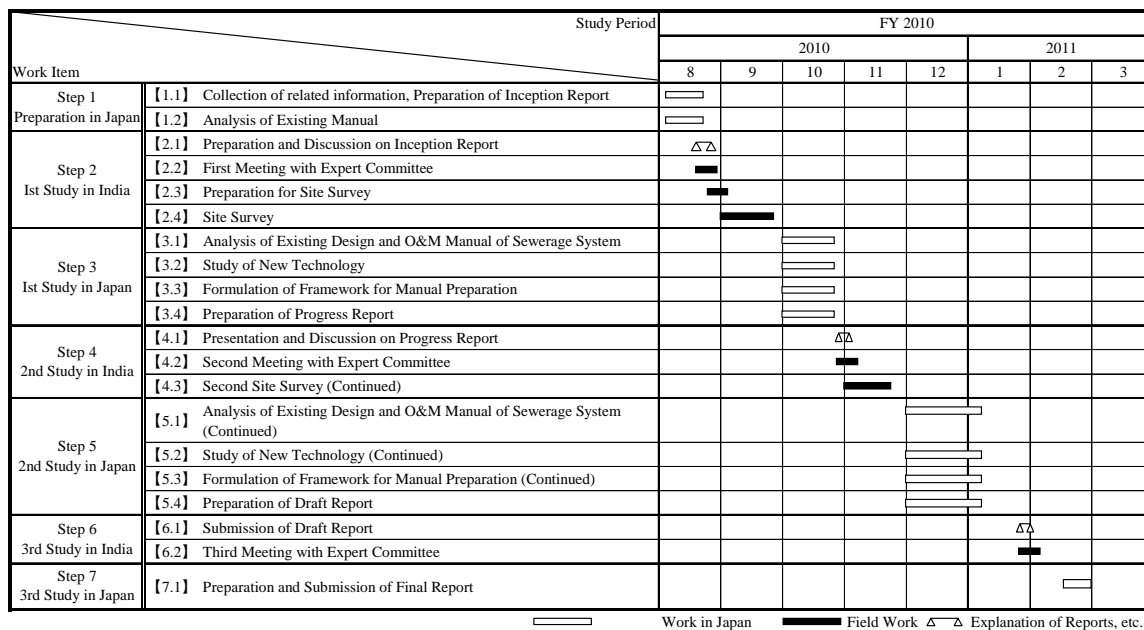 Study Period FY 2010
2010 2011
Work Item 8 9 10 11 12 1 2 3
Step 1
Preparation in Japan
【1.1】 Collection of related information, Preparation of Inception Report
【1.2】 Analysis of Existing Manual
Step 2
Ist Study in India
【2.1】 Preparation and Discussion on Inception Report
【2.2】 First Meeting with Expert Committee
【2.3】 Preparation for Site Survey
【2.4】 Site Survey
Step 3
Ist Study in Japan
【3.1】 Analysis of Existing Design and O&M Manual of Sewerage System
【3.2】 Study of New Technology
【3.3】 Formulation of Framework for Manual Preparation
【3.4】 Preparation of Progress Report
Step 4
2nd Study in India
【4.1】 Presentation and Discussion on Progress Report
【4.2】 Second Meeting with Expert Committee
【4.3】 Second Site Survey (Continued)
Step 5
2nd Study in Japan
【5.1】 Analysis of Existing Design and O&M Manual of Sewerage System
(Continued)
【5.2】 Study of New Technology (Continued)
【5.3】 Formulation of Framework for Manual Preparation (Continued)
【5.4】 Preparation of Draft Report
Step 6
3rd Study in India
【6.1】 Submission of Draft Report
【6.2】 Third Meeting with Expert Committee
Step 7
3rd Study in Japan
【7.1】 Preparation and Submission of Final Report
Work in Japan Field Work Explanation of Reports, etc.